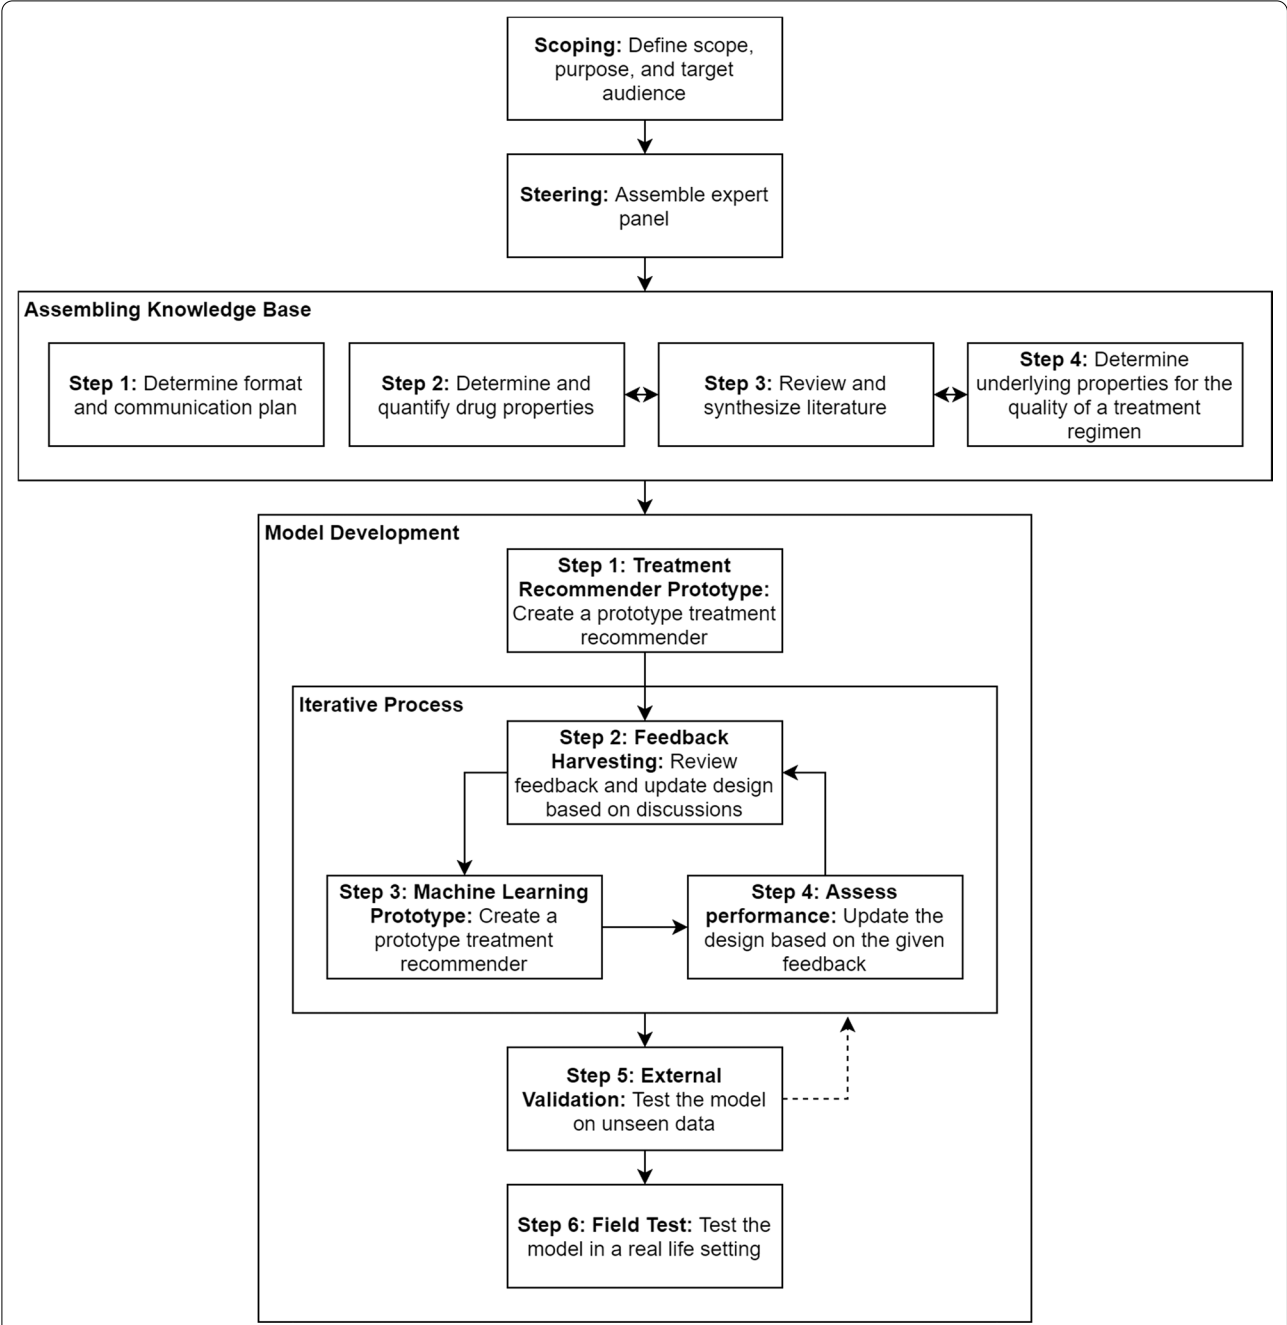 Scoping: Define scope,
purpose, and target
audience
Steering: Assemble expert
panel
Assembling Knowledge Base
Step 1: Determine format
and communication plan
Step 2: Determine and
quantify drug properties
Step 3: Review and
synthesize literature
Step 4: Determine
underlying properties for the
quality of a treatment
regimen
Model Development
Step 1: Treatment
Recommender Prototype:
Create a prototype treatment
recommender
Iterative Process
Step 2: Feedback
Harvesting: Review
feedback and update design
based on discussions
Step 3: Machine Learning
Prototype: Create a
prototype treatment
recommender
Step 4: Assess
performance: Update the
design based on the given
feedback
Step 5: External
Validation: Test the model
on unseen data
Step 6: Field Test: Test the
model in a real life setting